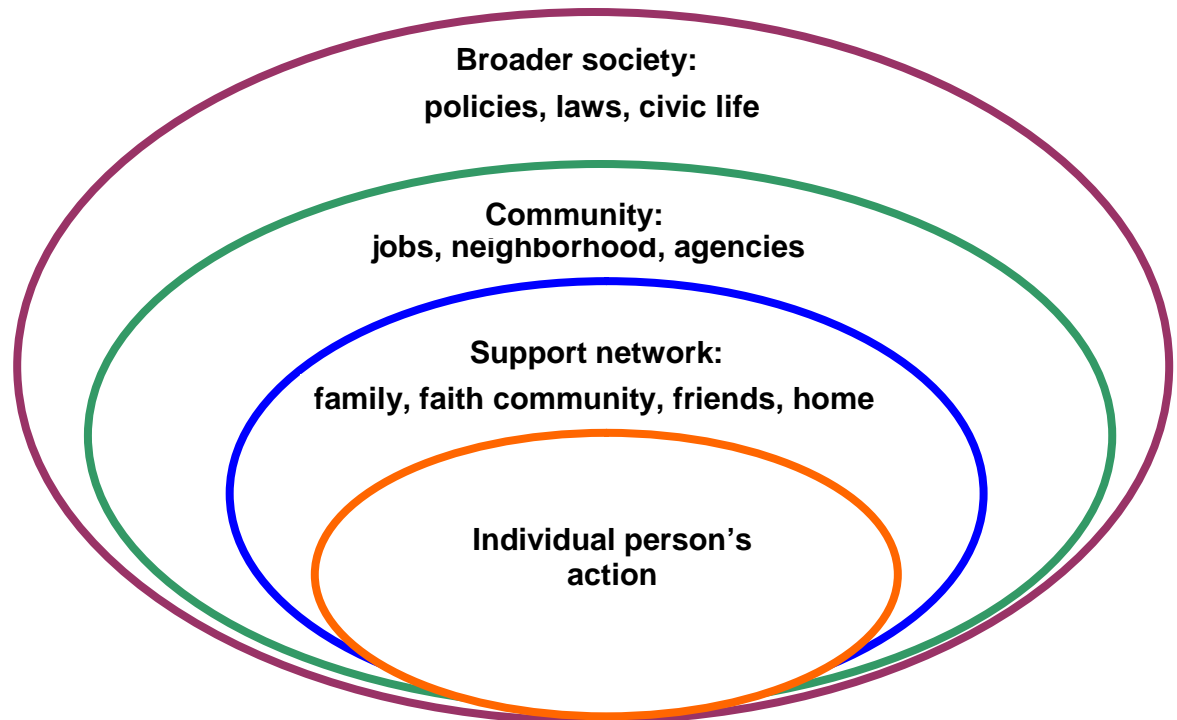 Broader society:
policies, laws, civic life
Community:
jobs, neighborhood, agencies
Support network:
family, faith community, friends, home
Individual person’s
action